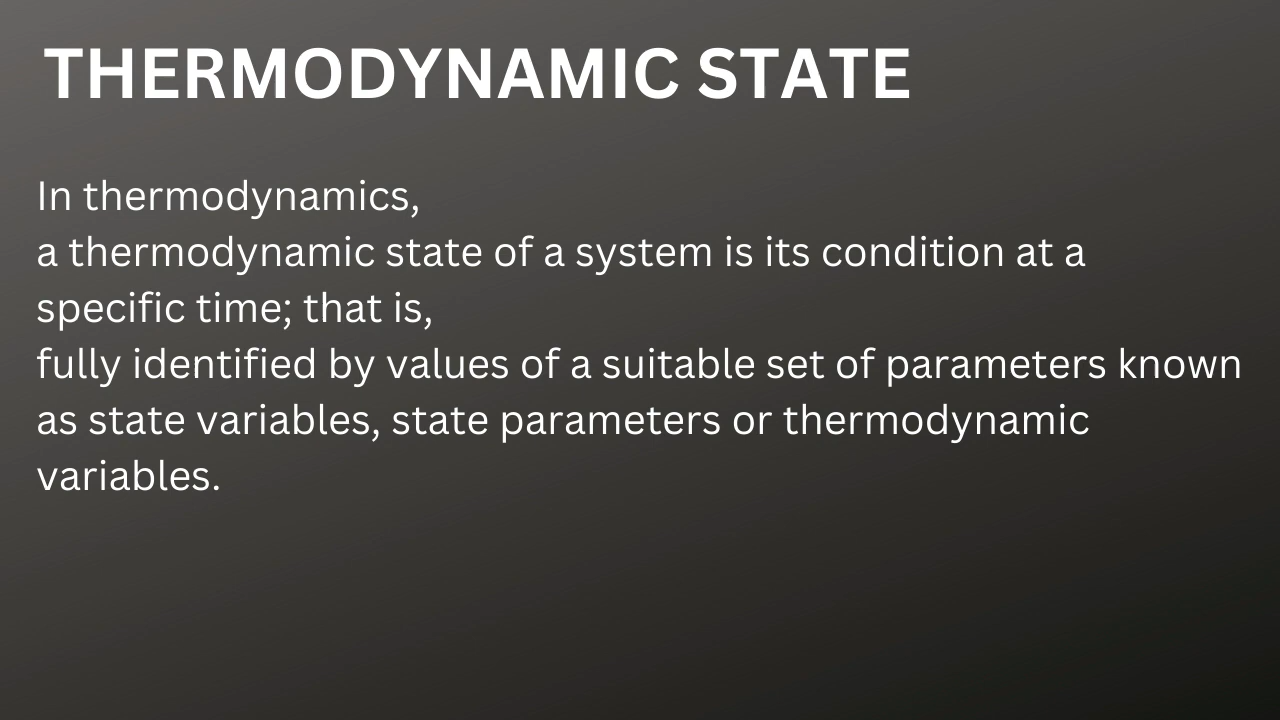 THERMODYNAMIC STATE
In thermodynamics,
a thermodynamic state of a system is its condition at a
specific time; that is,
fully identified by values of a suitable set of parameters known
as state variables, state parameters or thermodynamic
variables.